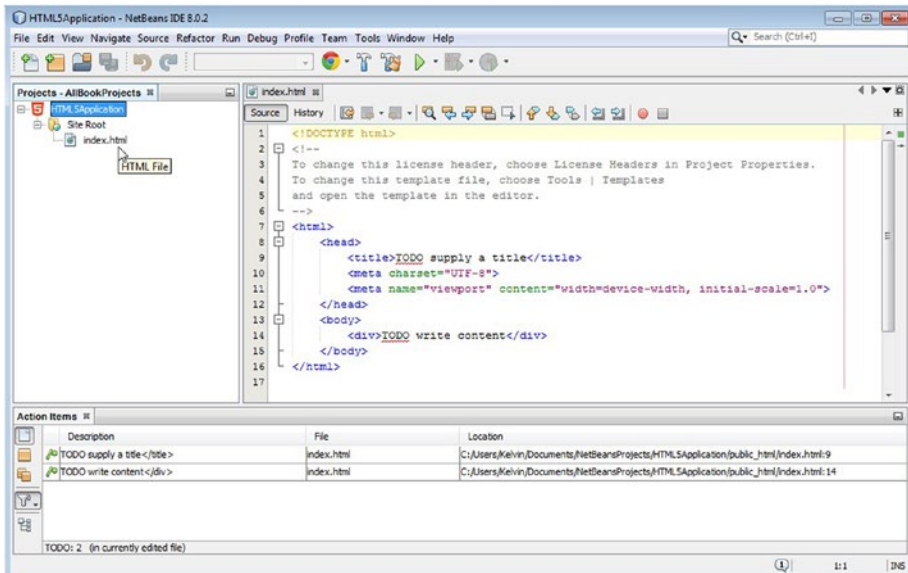 HTML5Application - NetBeans IDE 8.0.2
File Edit View Navigate Source Refactor Run Debug Profile Team Tools Window Help
Search (Ctrl+I)
Projects - AllBookProjects
HTML5Application
Site Root
index.html
HTML File
index.html
Source History
1 <!DOCTYPE html>
2 <!--
3 To change this license header, choose License Headers in Project Properties.
4 To change this template file, choose Tools | Templates
5 and open the template in the editor.
6 -->
7 <html>
8 <head>
9 <title>TODO supply a title</title>
10 <meta charset="UTF-8">
11 <meta name="viewport" content="width=device-width, initial-scale=1.0">
12 </head>
13 <body>
14 <div>TODO write content</div>
15 </body>
16 </html>
17
Action Items
Description File Location
TODO supply a title</title> index.html C:/Users/Kelvin/Documents/NetBeansProjects/HTML5Application/public_html/index.html:9
TODO write content</div> index.html C:/Users/Kelvin/Documents/NetBeansProjects/HTML5Application/public_html/index.html:14
TODO: 2 (in currently edited file)
1 1:1 INS